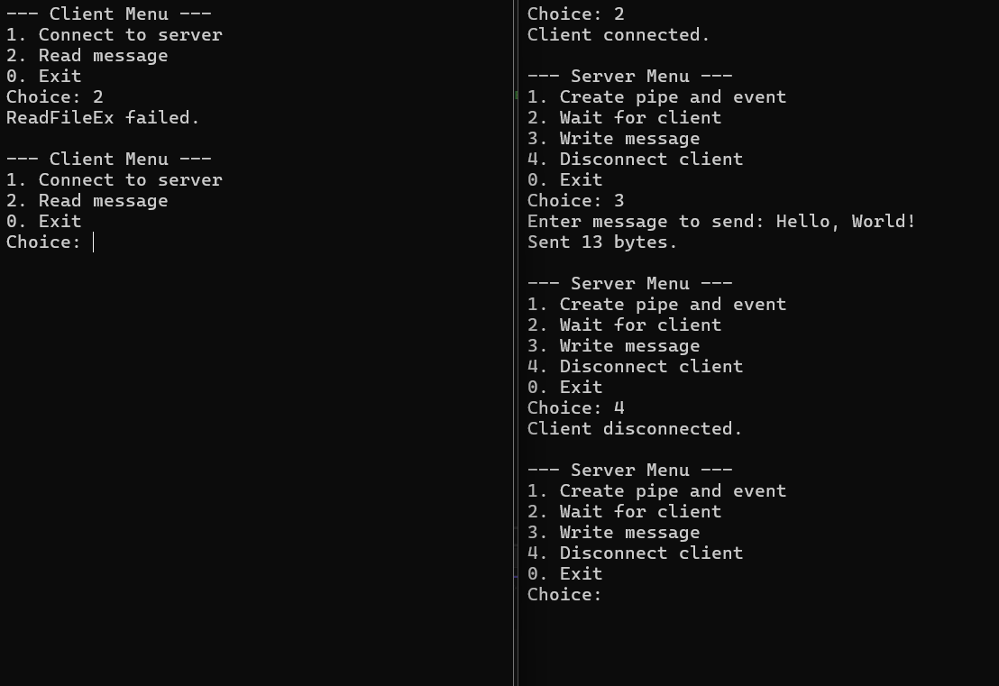 --- Client Menu ---
1. Connect to server
2. Read message
0. Exit
Choice: 2
ReadFileEx failed.
--- Client Menu ---
1. Connect to server
2. Read message
0. Exit
Choice:
Choice: 2
Client connected.
--- Server Menu ---
1. Create pipe and event
2. Wait for client
3. Write message
4. Disconnect client
0. Exit
Choice: 3
Enter message to send: Hello, World!
Sent 13 bytes.
--- Server Menu ---
1. Create pipe and event
2. Wait for client
3. Write message
4. Disconnect client
0. Exit
Choice: 4
Client disconnected.
--- Server Menu ---
1. Create pipe and event
2. Wait for client
3. Write message
4. Disconnect client
0. Exit
Choice: